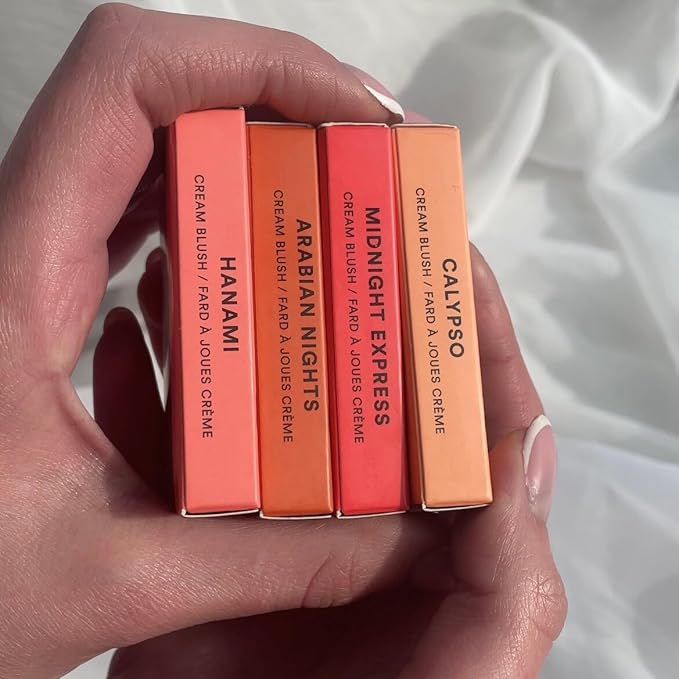 HANAMI
CREAM BLUSH / FARD À JOUES CRÈME
ARABIAN NIGHTS
CREAM BLUSH / FARD À JOUES CRÈME
MIDNIGHT EXPRESS
CREAM BLUSH / FARD À JOUES CRÈME
CALYPSO
CREAM BLUSH / FARD À JOUES CRÈME